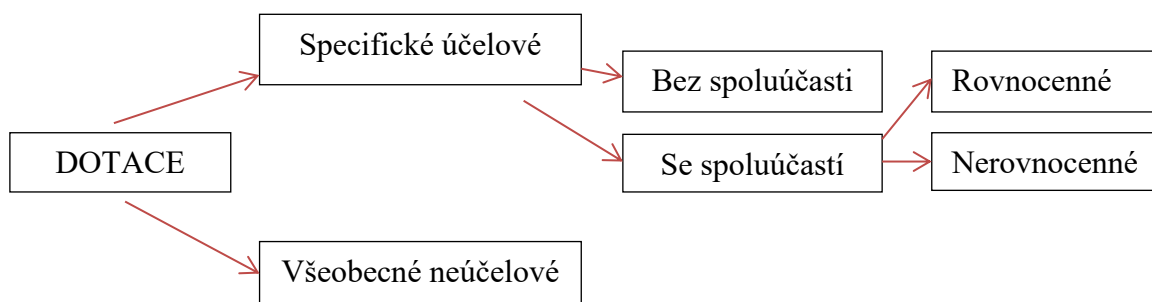 Specifické účelové
Bez spoluúčasti
Rovnocenné
DOTACE
Se spoluúčastí
Nerovnocenné
Všeobecné neúčelové